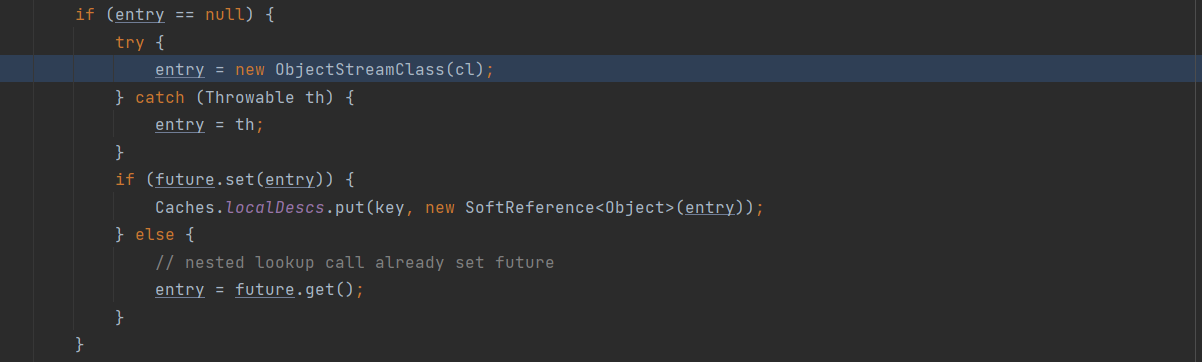 if (entry == null) {
try {
entry = new ObjectStreamClass(cl);
} catch (Throwable th) {
entry = th;
}
if (future.set(entry)) {
Caches.localDescs.put(key, new SoftReference<Object>(entry));
} else {
// nested lookup call already set future
entry = future.get();
}
}